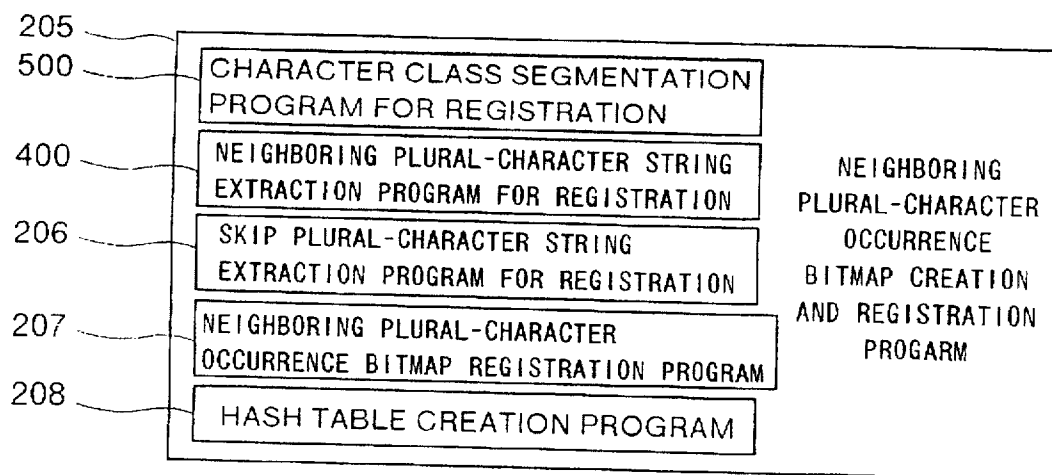 205
500
CHARACTER CLASS SEGMENTATION
PROGRAM FOR REGISTRATION
400
NEIGHBORING PLURAL-CHARACTER STRING
EXTRACTION PROGRAM FOR REGISTRATION
206
SKIP PLURAL-CHARACTER STRING
EXTRACTION PROGRAM FOR REGISTRATION
207
NEIGHBORING PLURAL-CHARACTER
OCCURRENCE BITMAP REGISTRATION PROGRAM
208
HASH TABLE CREATION PROGRAM
NEIGHBORING
PLURAL-CHARACTER
OCCURRENCE
BITMAP CREATION
AND REGISTRATION
PROGARM